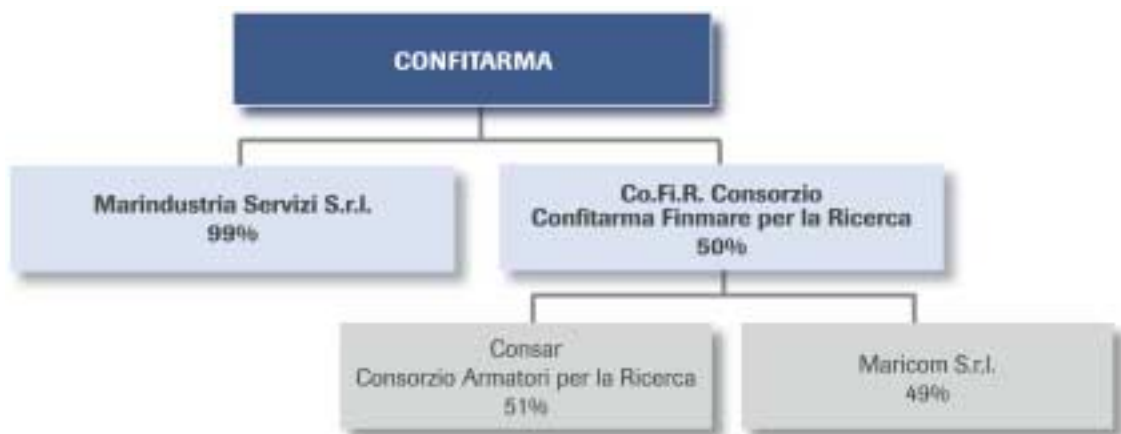 CONFITARMA
Marindustria Servizi S.r.l.
99%
Co.Fi.R. Consorzio
Confitarma Finmare per la Ricerca
50%
Consar
Consorzio Armatori per la Ricerca
51%
Maricom S.r.l.
49%